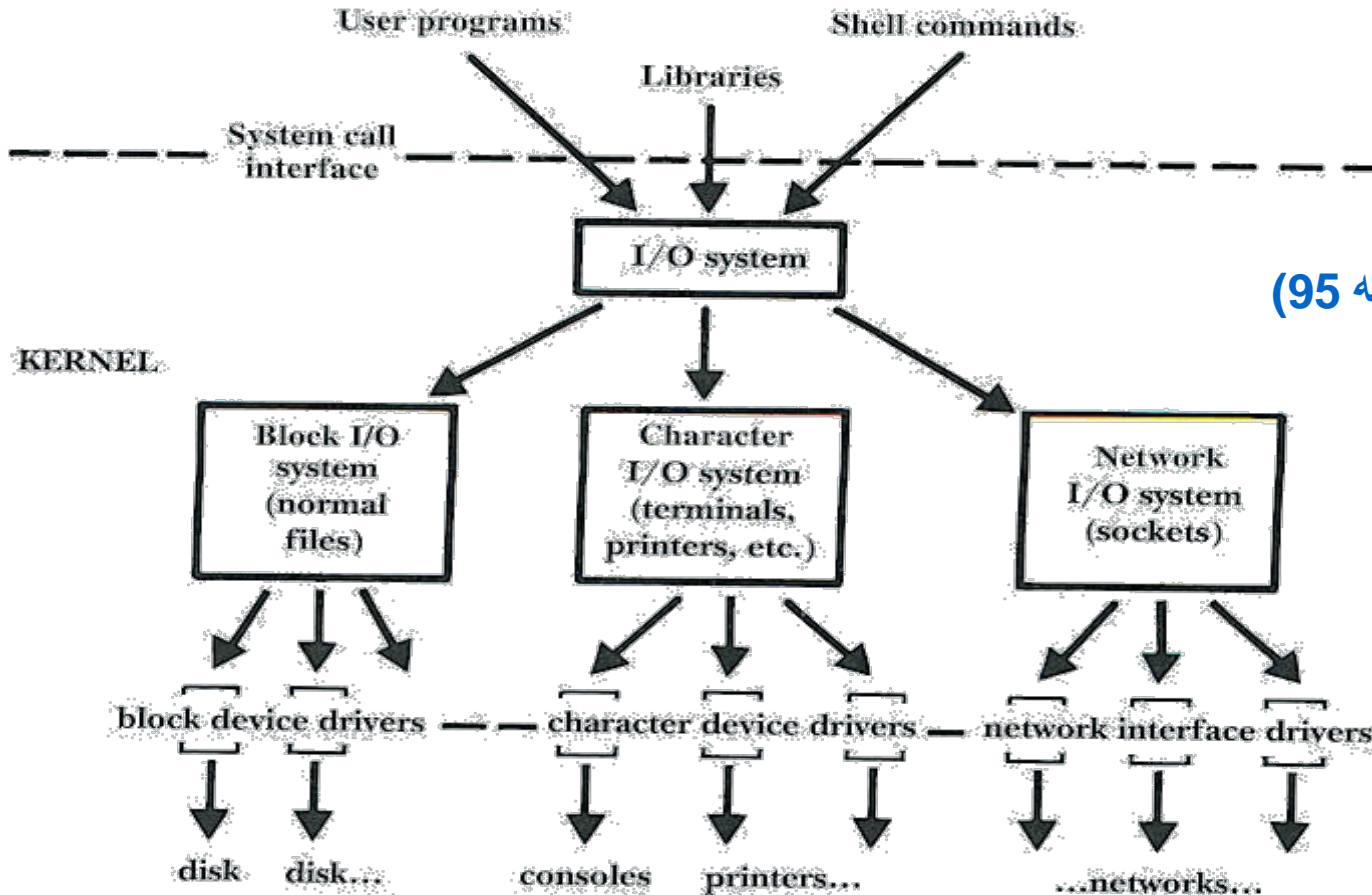 User programs
Shell commands
Libraries
System call
interface
I/O system
95)
KERNEL
Block I/O
system
(normal
files)
Character
I/O system
(terminals,
printers, etc.)
Network
I/O system
(sockets)
block device drivers
character device drivers
network interface drivers
disk
disk...
consoles
printers...
...networks...